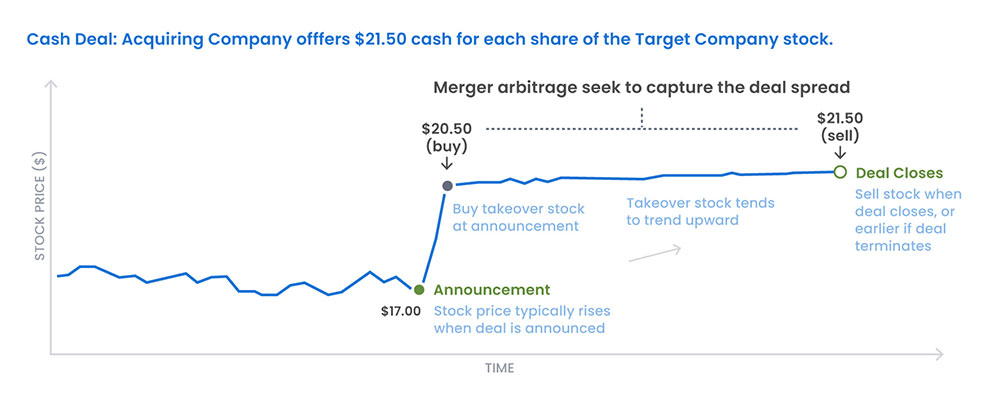 Cash Deal: Acquiring Company offfers $21.50 cash for each share of the Target Company stock.
Merger arbitrage seek to capture the deal spread
$20.50
(buy)
$21.50
(sell)
STOCK PRICE ($)
Deal Closes
Sell stock when
deal closes, or
earlier if deal
terminates
Buy takeover stock
at announcement
Takeover stock tends
to trend upward
Announcement
$17.00
Stock price typically rises
when deal is announced
TIME